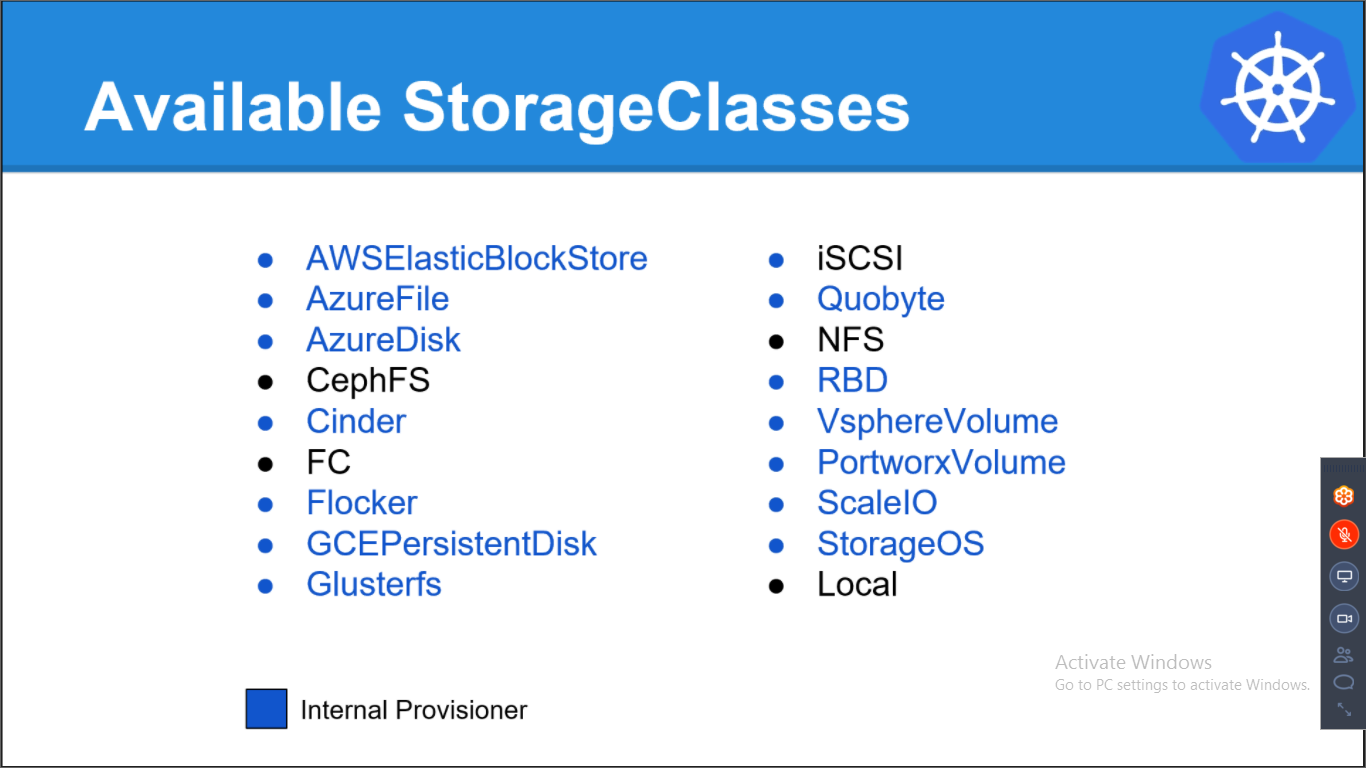 Available StorageClasses
AWSElasticBlockStore
AzureFile
AzureDisk
CephFS
Cinder
FC
Flocker
GCEPersistentDisk
Glusterfs
iSCSI
Quobyte
NFS
RBD
VsphereVolume
PortworxVolume
ScaleIO
StorageOS
Local
Internal Provisioner
Activate Windows
Go to PC settings to activate Windows.